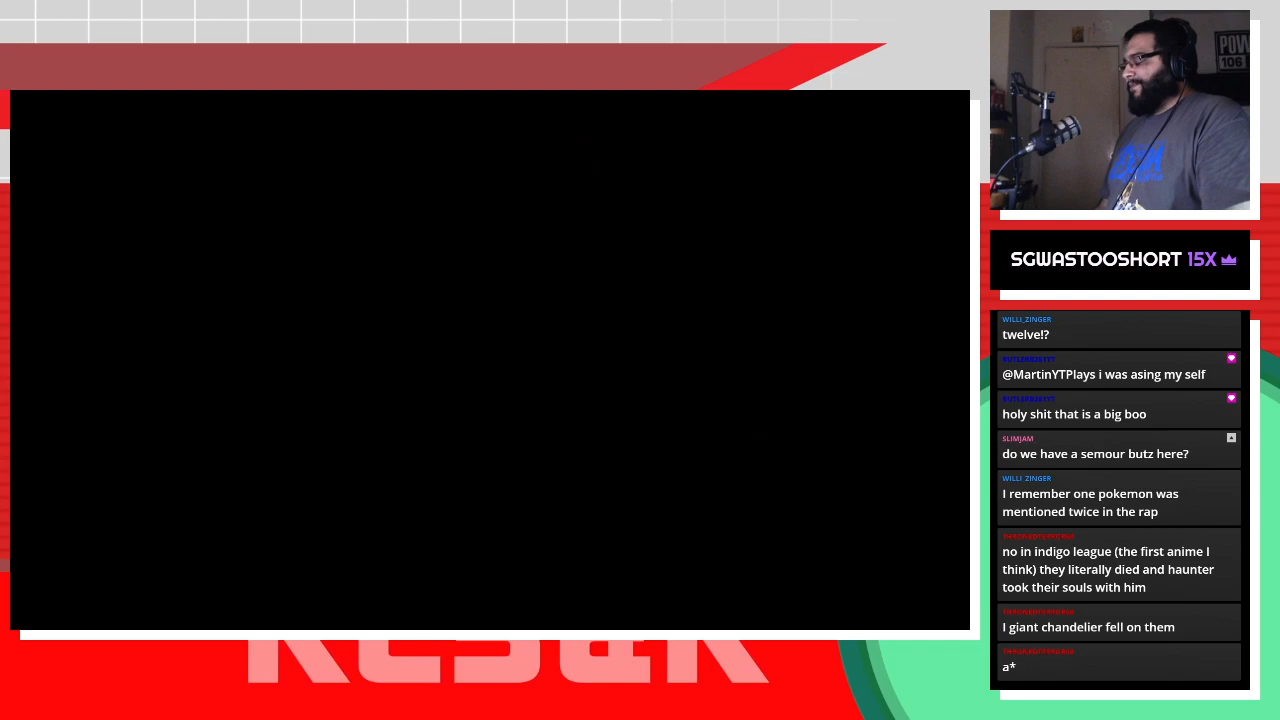 POW
106
SGWASTOOSHORT 15X
WILLI_ZINGER
twelve!?
@MartinYTPlays i was asing my self
holy shit that is a big boo
SLIMJAM
do we have a semour butz here?
WILLI_ZINGER
I remember one pokemon was
mentioned twice in the rap
no in indigo league (the first anime I
think) they literally died and haunter
took their souls with him
I giant chandelier fell on them
a*